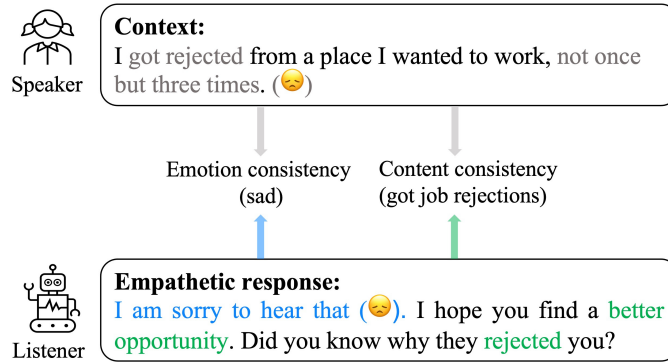 Context:
I got rejected from a place I wanted to work, not once
but three times. (😞)
Speaker
Emotion consistency
(sad)
Content consistency
(got job rejections)
Empathetic response:
I am sorry to hear that (😞). I hope you find a better
opportunity. Did you know why they rejected you?
Listener